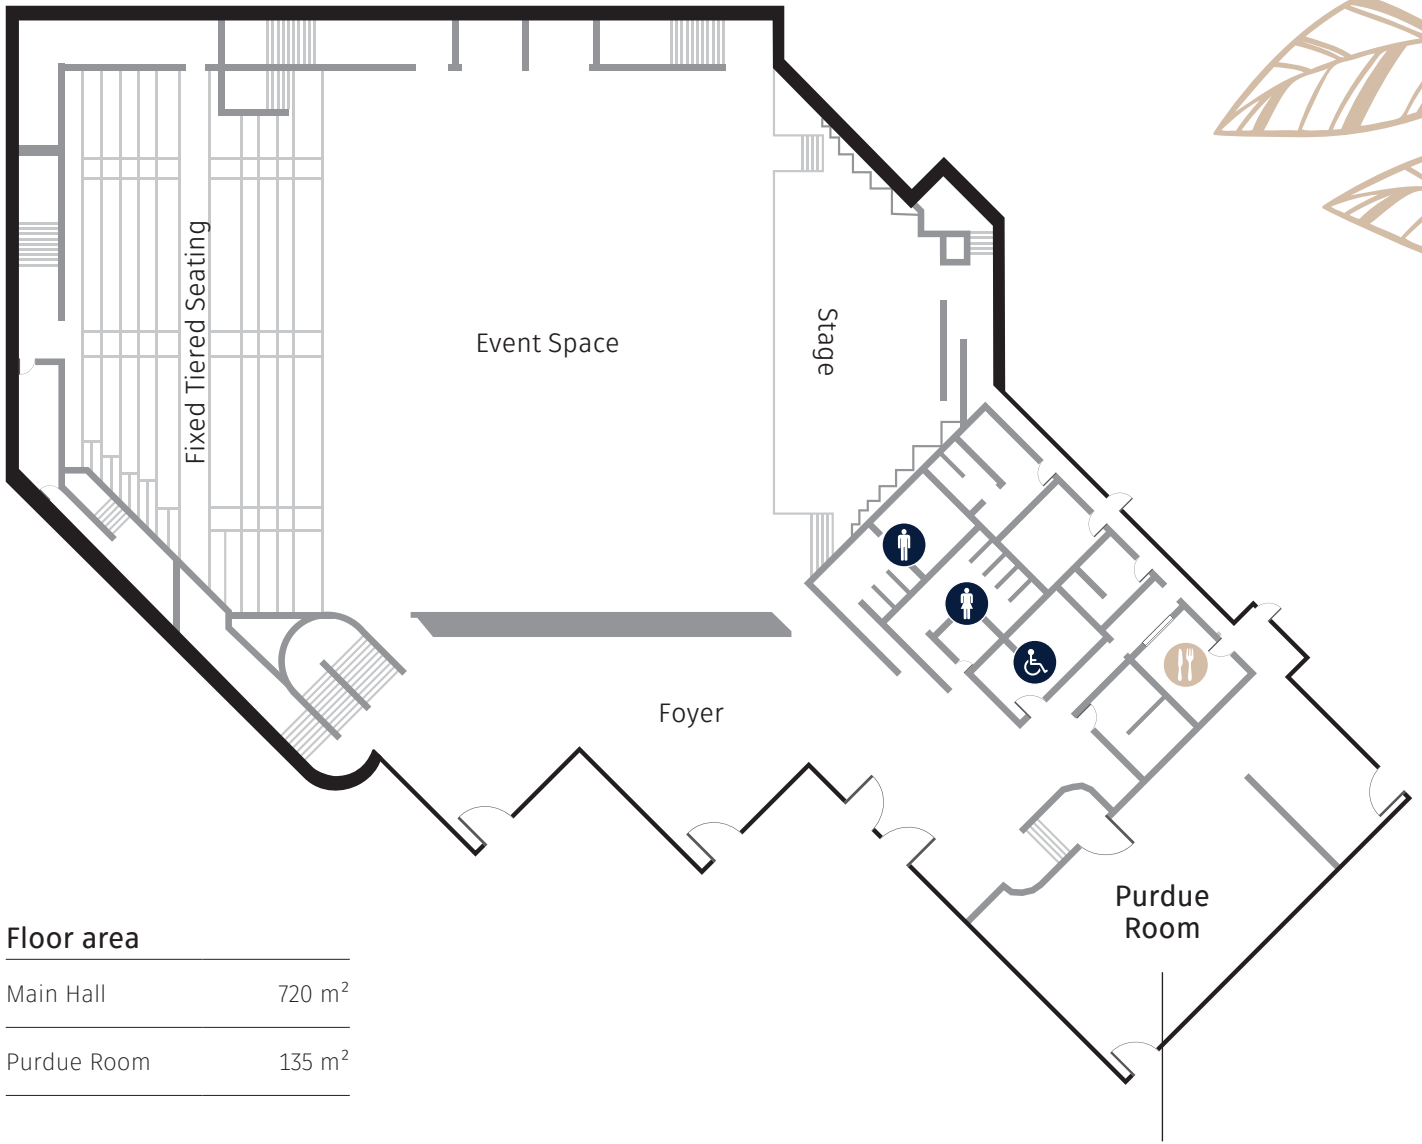 Fixed Tiered Seating
Event Space
Stage
Foyer
Purdue
Room
Floor area
Main Hall 720 m²
Purdue Room 135 m²